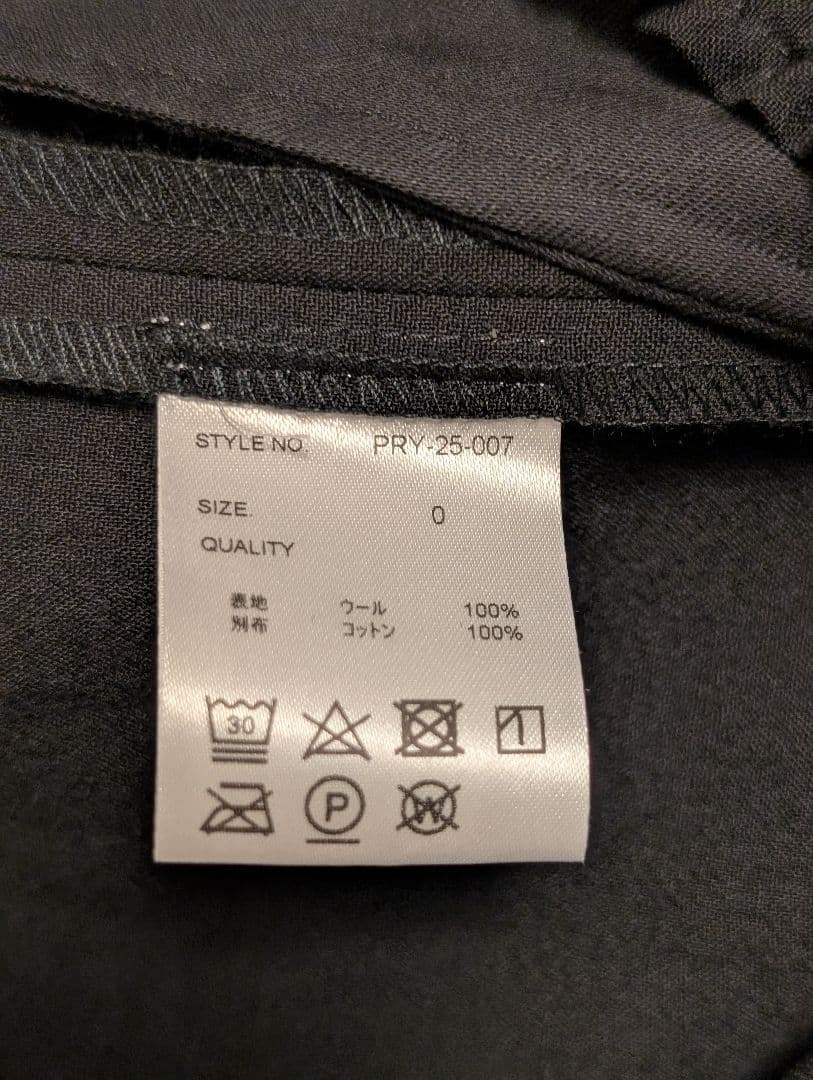 STYLE NO. PRY-25-007
SIZE. 0
QUALITY
表地 ウール 100%
別布 コットン 100%
30
P
W